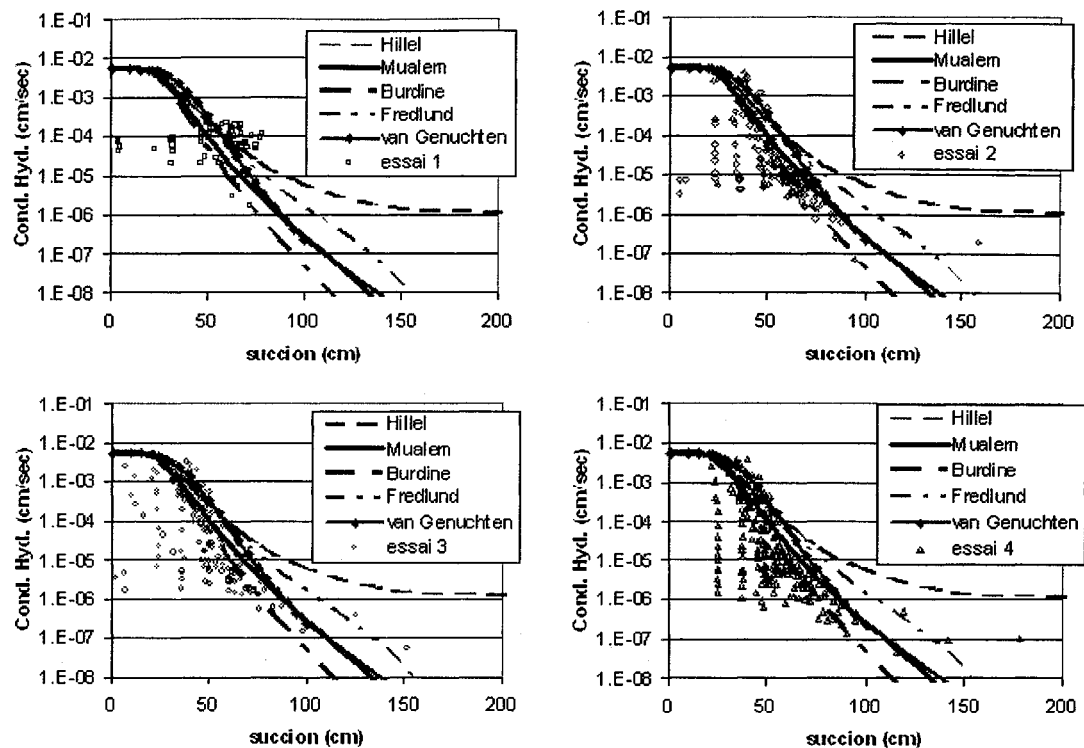 Cond. Hyd. (cm/sec)
1.E-01
1.E-02
1.E-03
1.E-04
1.E-05
1.E-06
1.E-07
1.E-08
0 50 100 150 200
succion (cm)
Hillel
Mualem
Burdine
Fredlund
van Genuchten
essai 1
Cond. Hyd. (cm/sec)
1.E-01
1.E-02
1.E-03
1.E-04
1.E-05
1.E-06
1.E-07
1.E-08
0 50 100 150 200
succion (cm)
Hillel
Mualem
Burdine
Fredlund
van Genuchten
essai 2
Cond. Hyd. (cm/sec)
1.E-01
1.E-02
1.E-03
1.E-04
1.E-05
1.E-06
1.E-07
1.E-08
0 50 100 150 200
succion (cm)
Hillel
Mualem
Burdine
Fredlund
van Genuchten
essai 3
Cond. Hyd. (cm/sec)
1.E-01
1.E-02
1.E-03
1.E-04
1.E-05
1.E-06
1.E-07
1.E-08
0 50 100 150 200
succion (cm)
Hillel
Mualem
Burdine
Fredlund
van Genuchten
essai 4